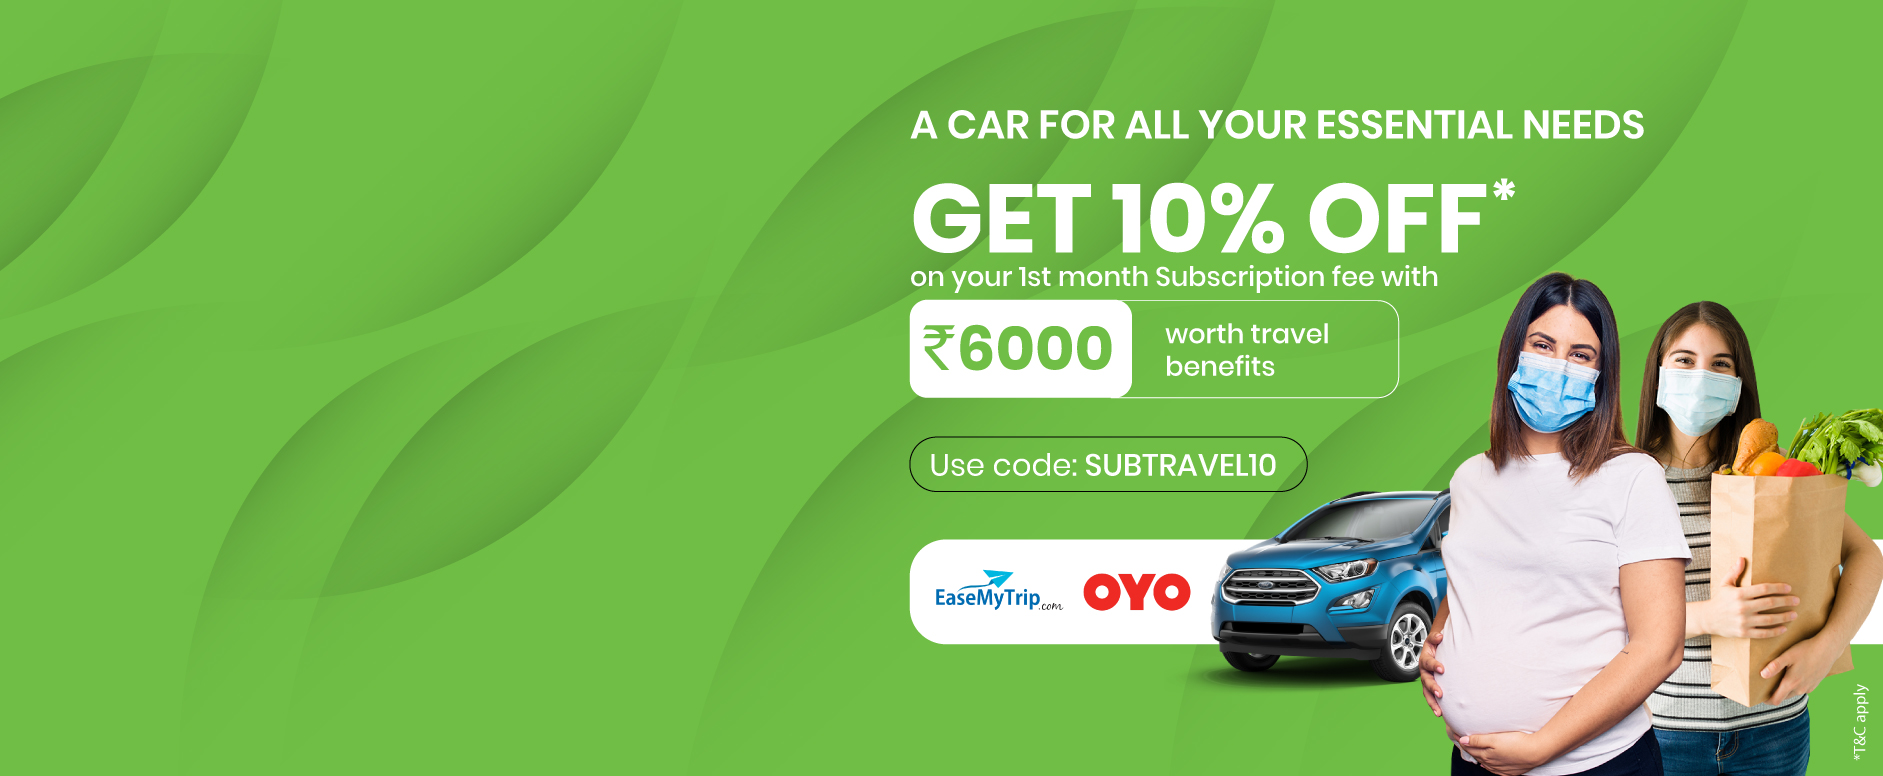 A CAR FOR ALL YOUR ESSENTIAL NEEDS
GET 10% OFF*
on your 1st month Subscription fee with
₹6000
worth travel
benefits
Use code: SUBTRAVEL10
EaseMyTrip.com
OYO
*T&C apply